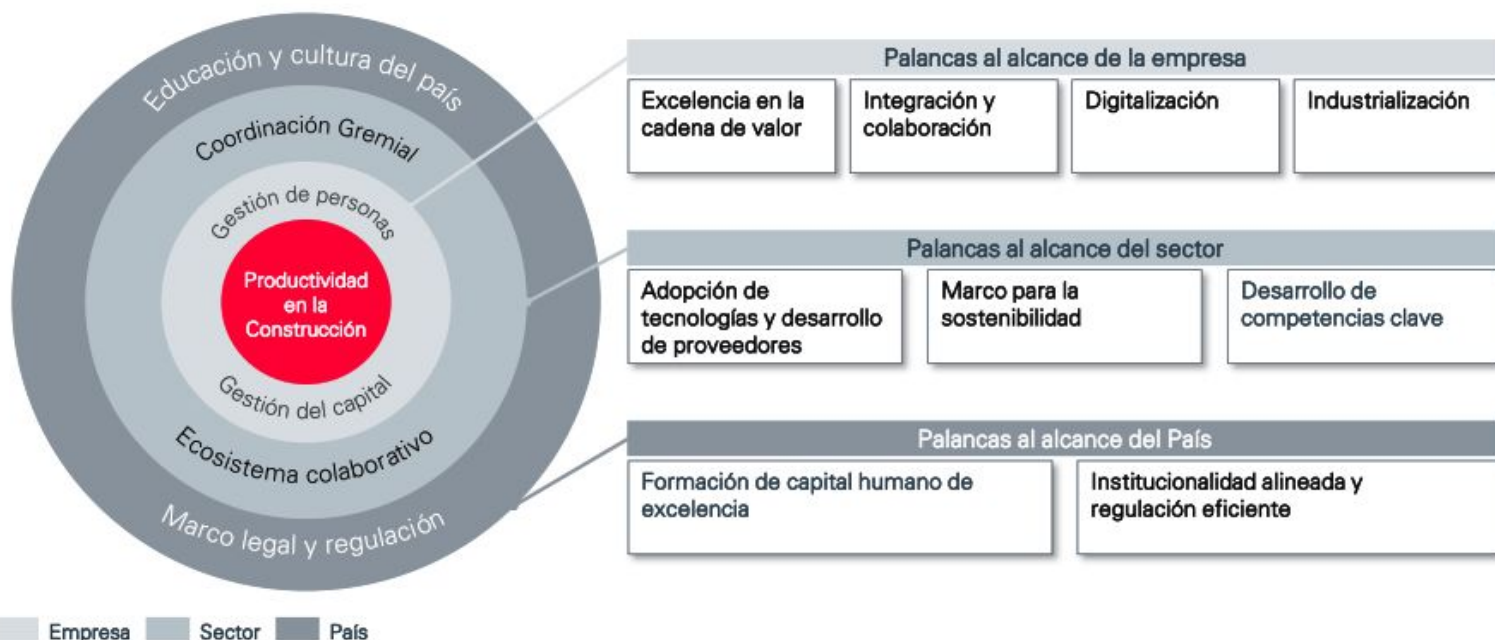 Educación y cultura del país
Coordinación Gremial
Gestión de personas
Productividad
en la
Construcción
Gestión del capital
Ecosistema colaborativo
Marco legal y regulación
Palancas al alcance de la empresa
Excelencia en la
cadena de valor
Integración y
colaboración
Digitalización
Industrialización
Palancas al alcance del sector
Adopción de
tecnologías y desarrollo
de proveedores
Marco para la
sostenibilidad
Desarrollo de
competencias clave
Palancas al alcance del País
Formación de capital humano de
excelencia
Institucionalidad alineada y
regulación eficiente
Empresa
Sector
País